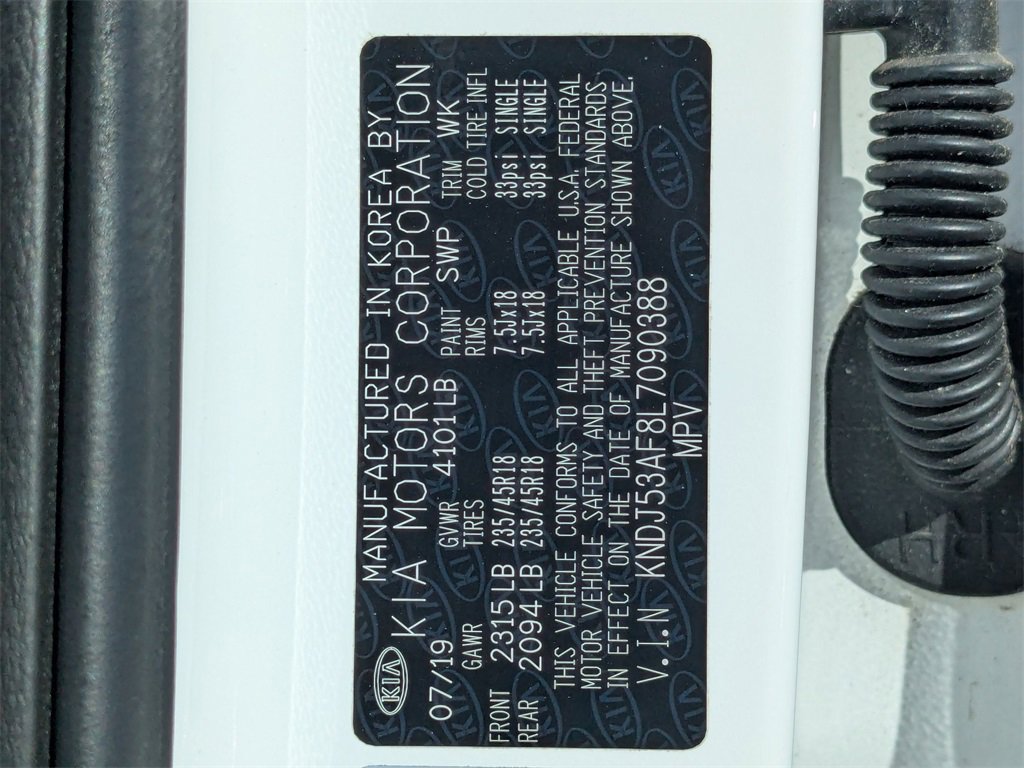 KIA
MANUFACTURED IN KOREA BY
KIA MOTORS CORPORATION
07/19 GVWR 4101LB PAINT SWP TRIM WK
GAWR TIRES RIMS COLD TIRE INFL
FRONT 2315LB 235/45R18 7.5Jx18 33psi SINGLE
REAR 2094LB 235/45R18 7.5Jx18 33psi SINGLE
THIS VEHICLE CONFORMS TO ALL APPLICABLE U.S.A. FEDERAL
MOTOR VEHICLE SAFETY AND THEFT PREVENTION STANDARDS
IN EFFECT ON THE DATE OF MANUFACTURE SHOWN ABOVE.
V.I.N KNDJ53AF8L7090388
MPV